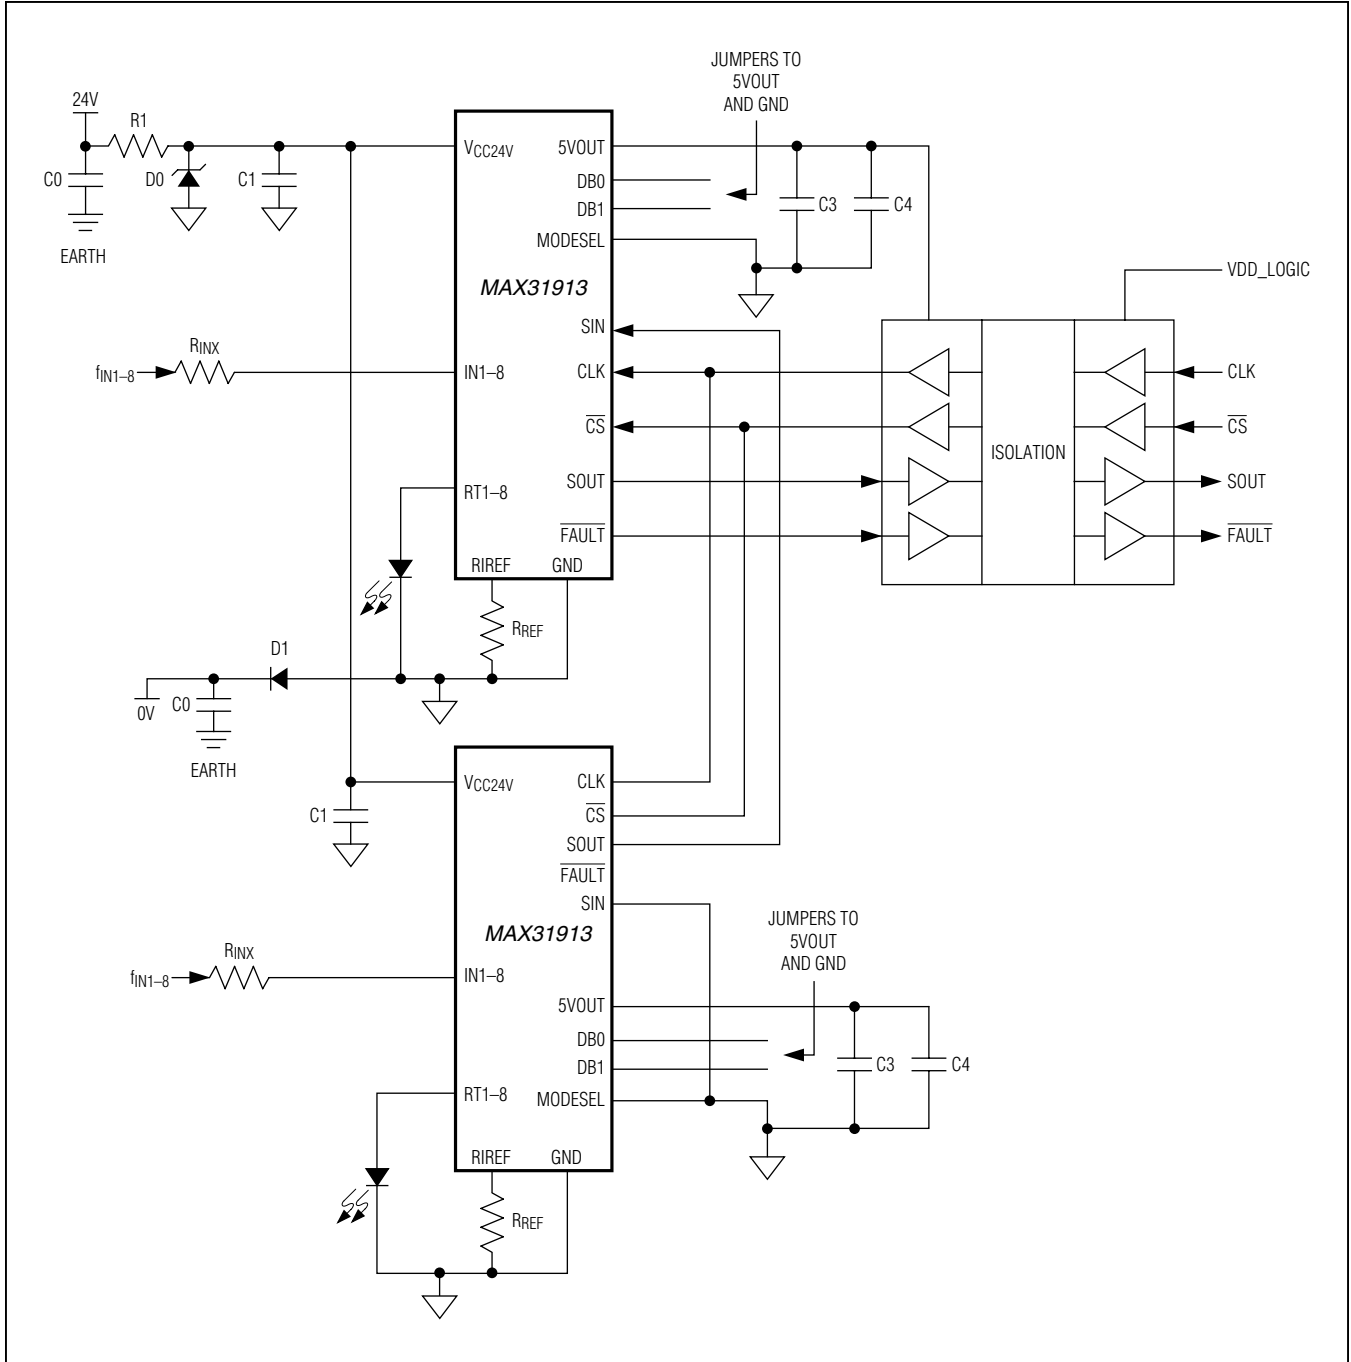 JUMPERS TO
5VOUT
AND GND
24V
R1
C0
D0
C1
EARTH
VCC24V
5VOUT
DB0
DB1
MODESEL
C3
C4
MAX31913
VDD_LOGIC
SIN
RINX
fIN1–8
IN1–8
CLK
CLK
CS
ISOLATION
CS
RT1–8
SOUT
SOUT
FAULT
FAULT
RIREF
GND
RREF
D1
0V
C0
EARTH
VCC24V
CLK
C1
CS
SOUT
FAULT
SIN
JUMPERS TO
5VOUT
AND GND
MAX31913
RINX
fIN1–8
IN1–8
5VOUT
DB0
DB1
C3
C4
RT1–8
MODESEL
RIREF
GND
RREF